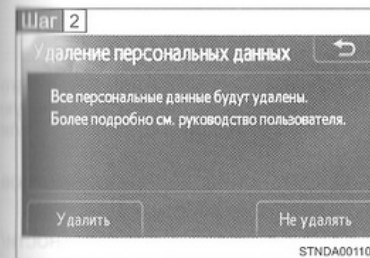 Шаг 2
Удаление персональных данных
Все персональные данные будут удалены.
Более подробно см. руководство пользователя.
Удалить
Не удалять
STNDA00110